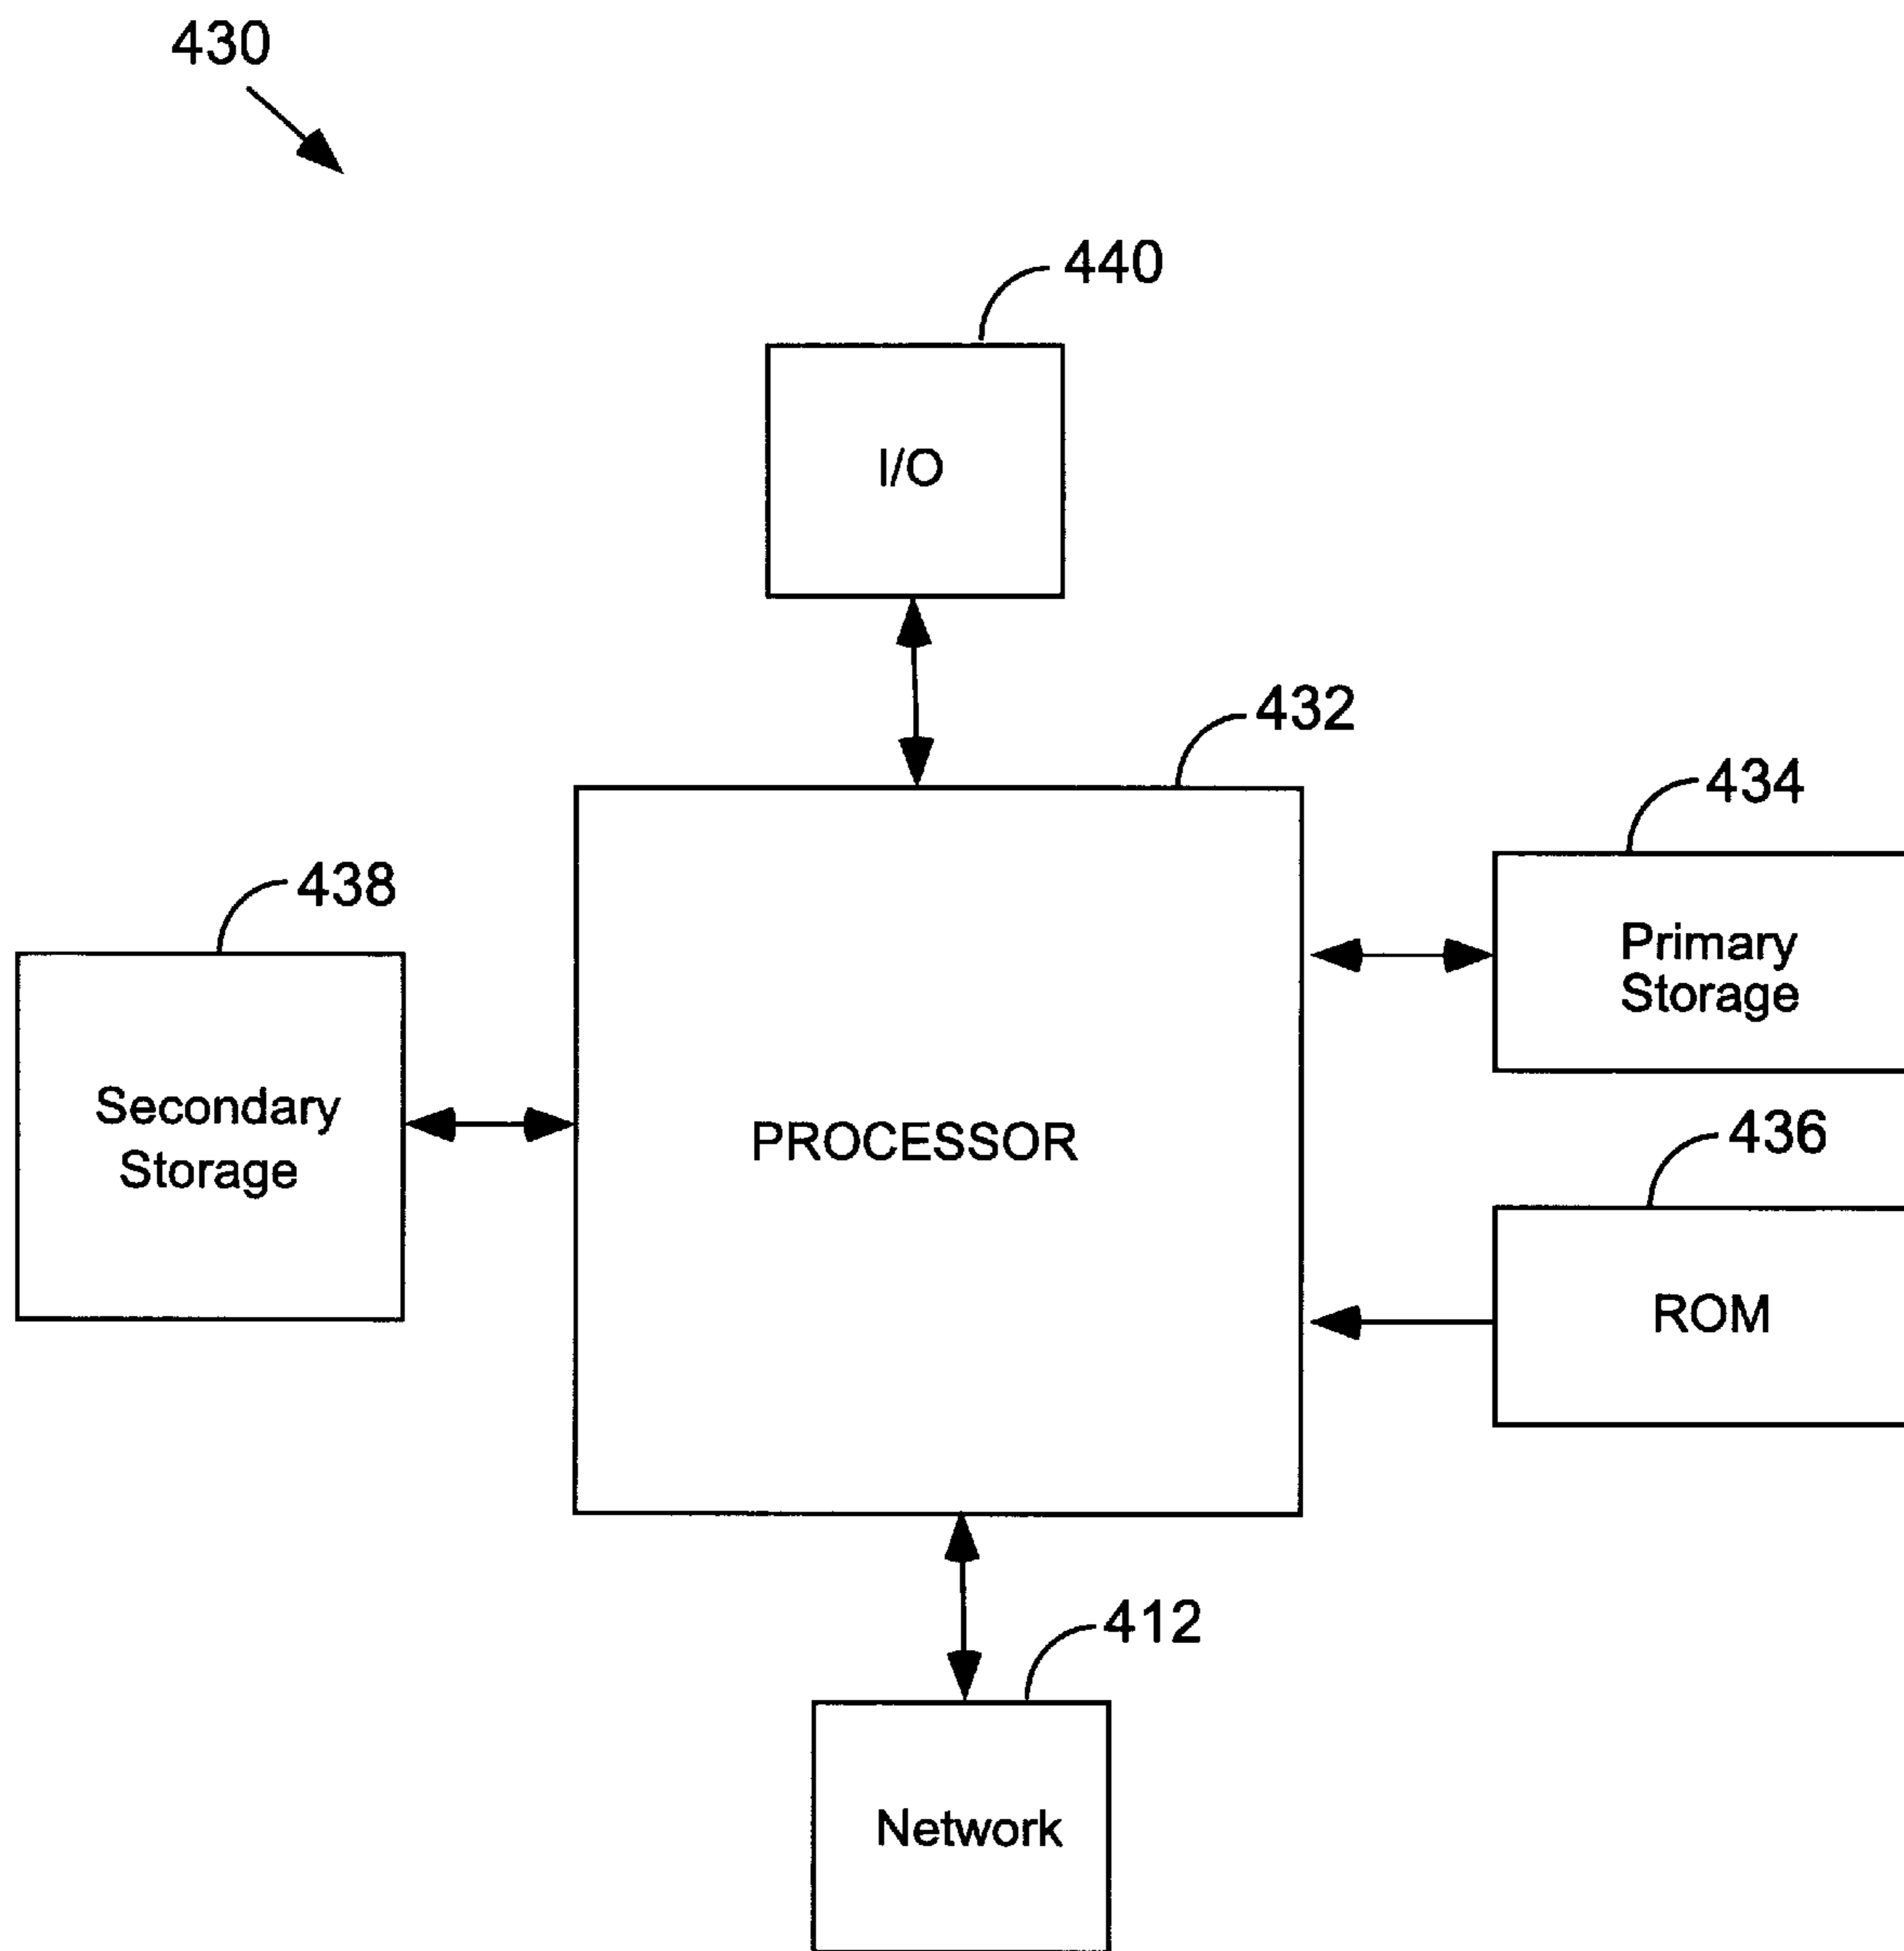 430
440
I/O
432
434
438
Primary
Storage
Secondary
Storage
PROCESSOR
436
ROM
412
Network